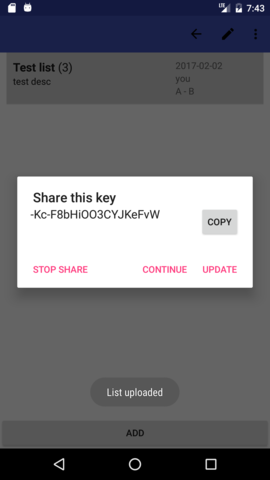 LTE 7:43
Test list (3) 2017-02-02
test desc you
A - B
Share this key
-Kc-F8bHiOO3CYJKeFvW
COPY
STOP SHARE CONTINUE UPDATE
List uploaded
ADD